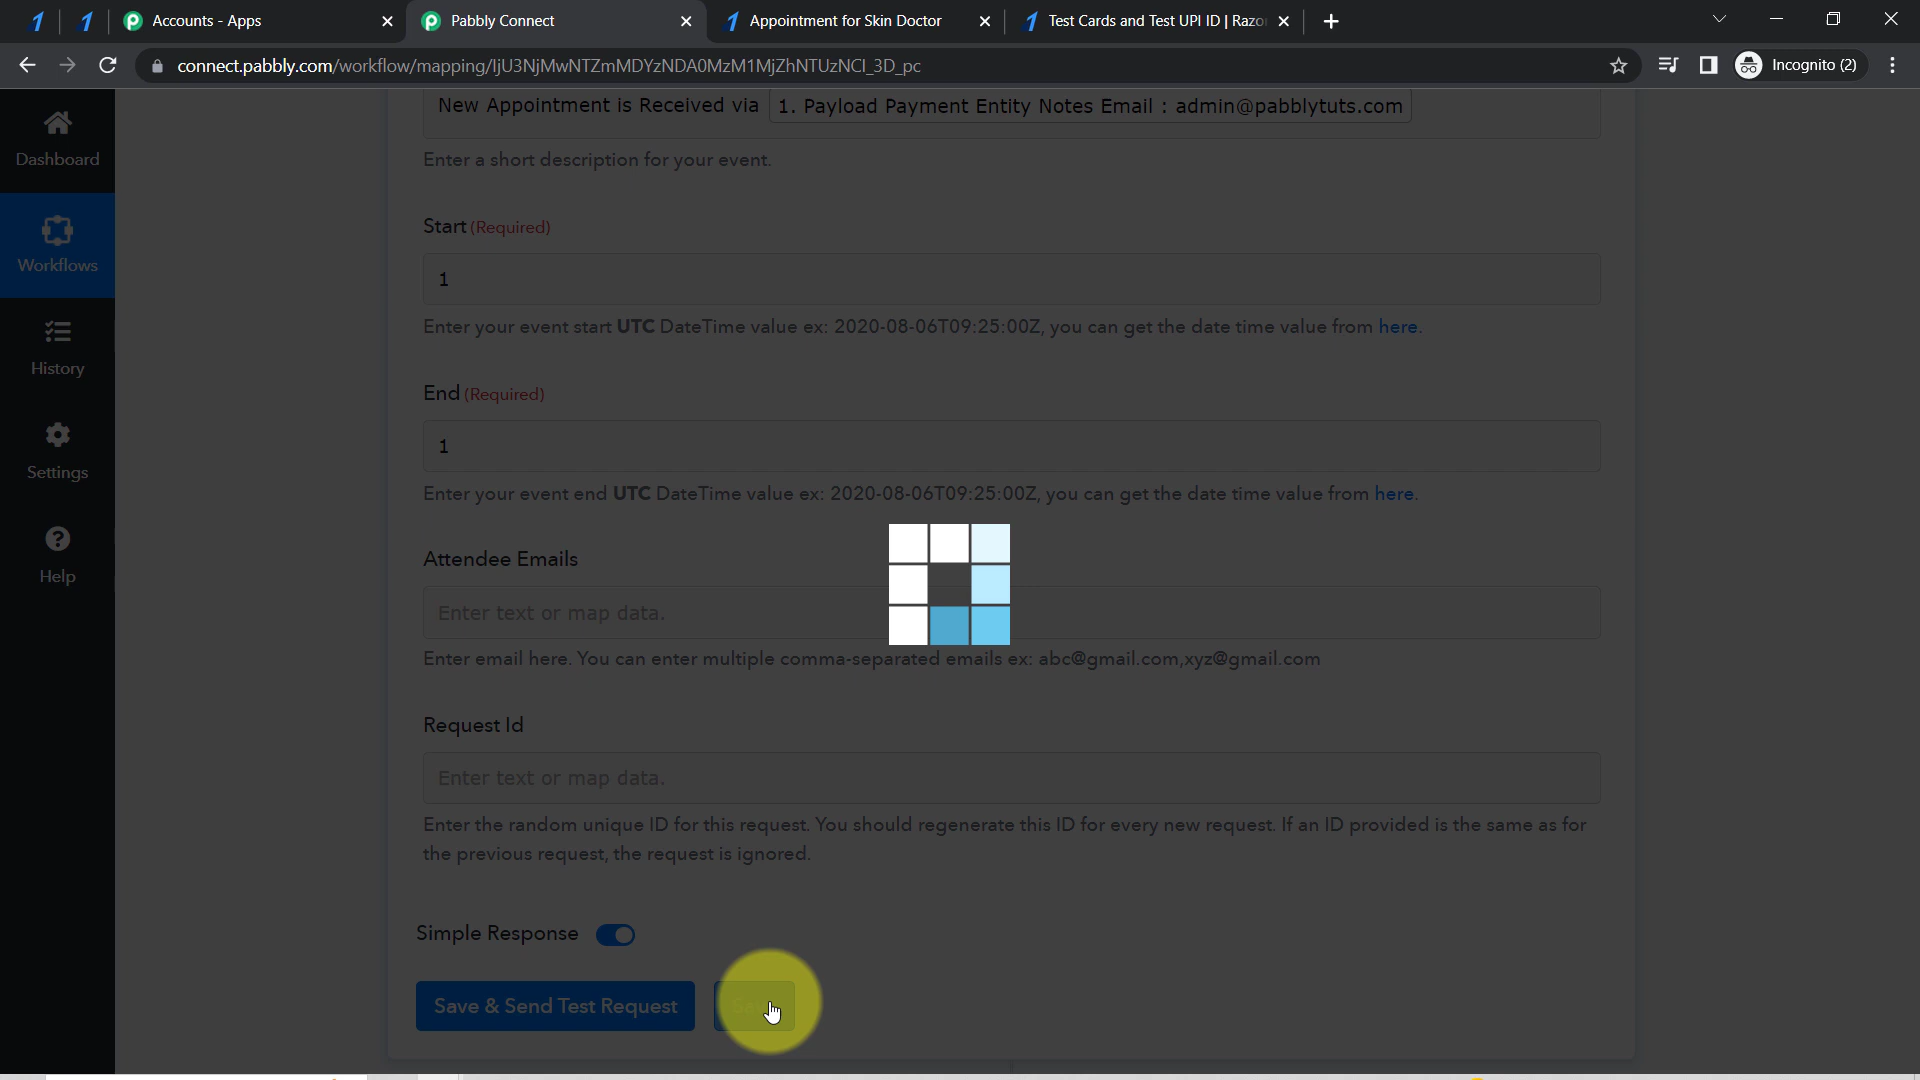 Accounts - Apps
Pabbly Connect
Appointment for Skin Doctor
Test Cards and Test UPI ID | Razo
connect.pabbly.com/workflow/mapping/IjU3NjMwNTZmMDYzNDA0MzM1MjZhNTUzNCI_3D_pc
Incognito (2)
Dashboard
Workflows
History
Settings
Help
New Appointment is Received via 1. Payload Payment Entity Notes Email : admin@pabblytuts.com
Enter a short description for your event.
Start (Required)
1
Enter your event start UTC DateTime value ex: 2020-08-06T09:25:00Z, you can get the date time value from here.
End (Required)
1
Enter your event end UTC DateTime value ex: 2020-08-06T09:25:00Z, you can get the date time value from here.
Attendee Emails
Enter text or map data.
Enter email here. You can enter multiple comma-separated emails ex: abc@gmail.com,xyz@gmail.com
Request Id
Enter text or map data.
Enter the random unique ID for this request. You should regenerate this ID for every new request. If an ID provided is the same as for
the previous request, the request is ignored.
Simple Response
Save & Send Test Request